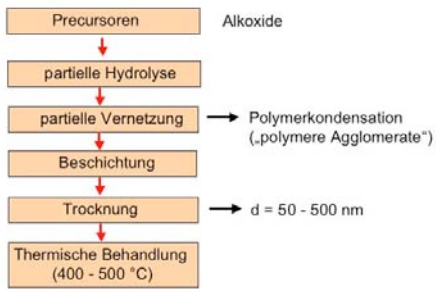 Precursoren Alkoxide
partielle Hydrolyse
partielle Vernetzung Polymerkondensation
(„polymere Agglomerate“)
Beschichtung
Trocknung d = 50 - 500 nm
Thermische Behandlung
(400 - 500 °C)